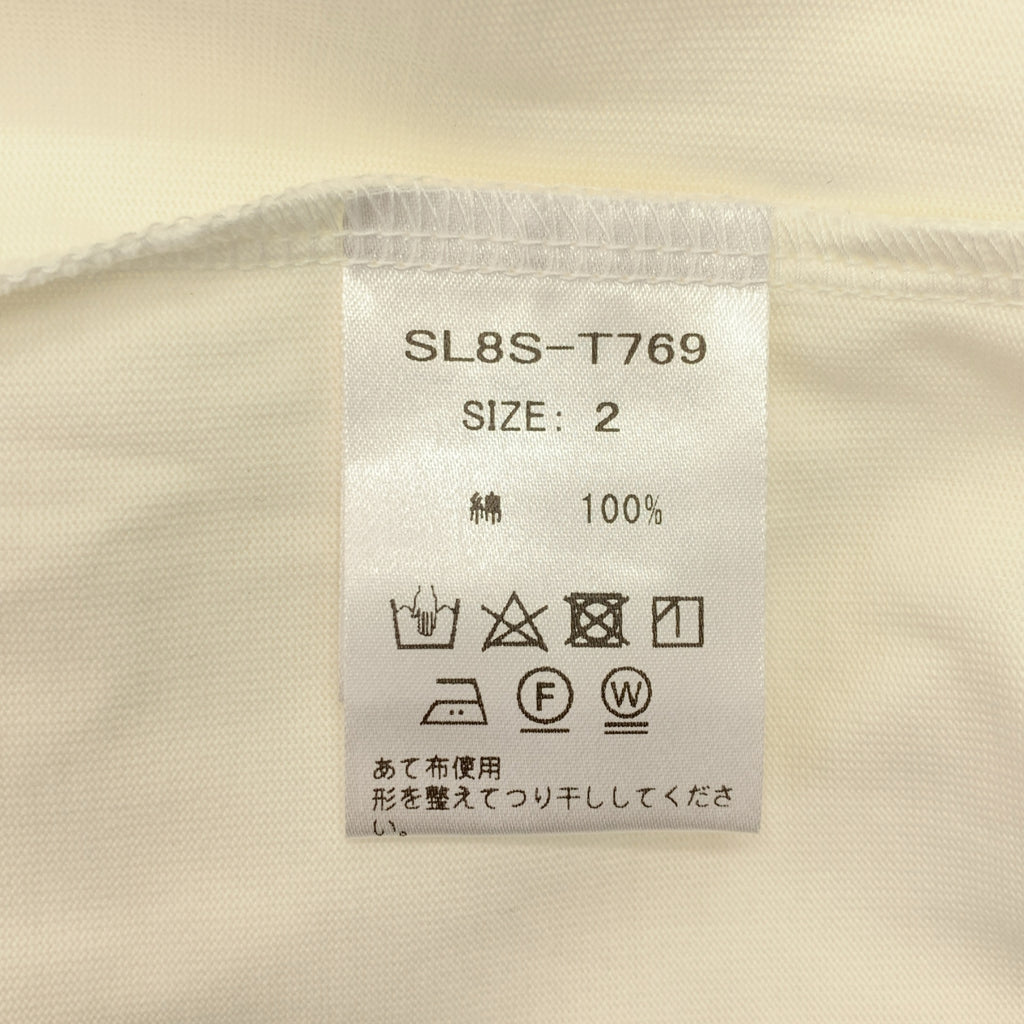 SL8S-T769
SIZE: 2
綿 100%
F W
あて布使用
形を整えてつり干ししてくださ
い。